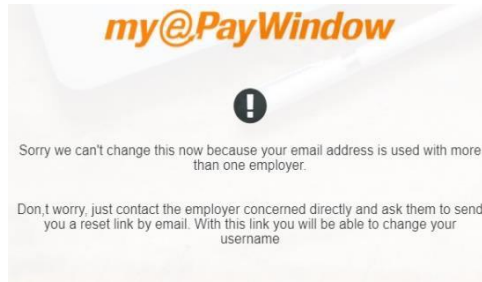 my@PayWindow
Sorry we can't change this now because your email address is used with more
than one employer.
Don,t worry, just contact the employer concerned directly and ask them to send
you a reset link by email. With this link you will be able to change your
username